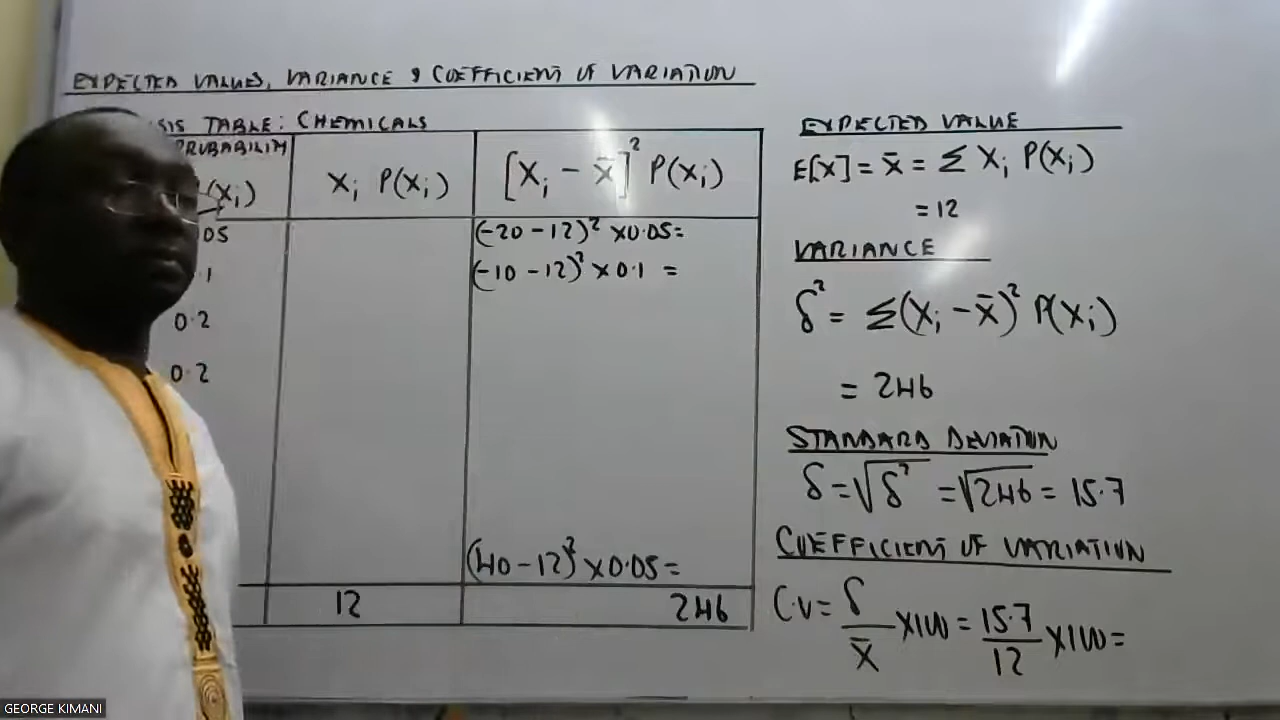 EXPECTED VALUES, VARIANCE & COEFFICIENT OF VARIATION
SIS TABLE: CHEMICALS
PROBABILITY
(Xi)
Xi P(Xi)
[Xi - X̄]² P(Xi)
05
(-20-12)² ×0.05=
.1
(-10-12)² ×0.1 =
0.2
0.2
(40-12)² ×0.05=
12
246
EXPECTED VALUE
E[X] = x̄ = Σ Xi P(Xi)
= 12
VARIANCE
δ² = Σ(Xi - X̄)² P(Xi)
= 246
STANDARD DEVIATION
δ = √δ² = √246 = 15.7
COEFFICIENT OF VARIATION
C.V = δ/X̄ ×100 = 15.7/12 ×100 =
GEORGE KIMANI